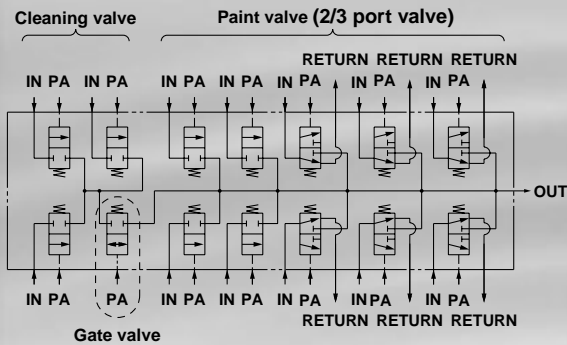 Cleaning valve Paint valve (2/3 port valve)
RETURN RETURN RETURN
IN PA IN PA IN PA IN PA IN PA IN PA IN PA
OUT
IN PA PA IN PA IN PA IN PA IN PA IN PA
RETURN RETURN RETURN
Gate valve